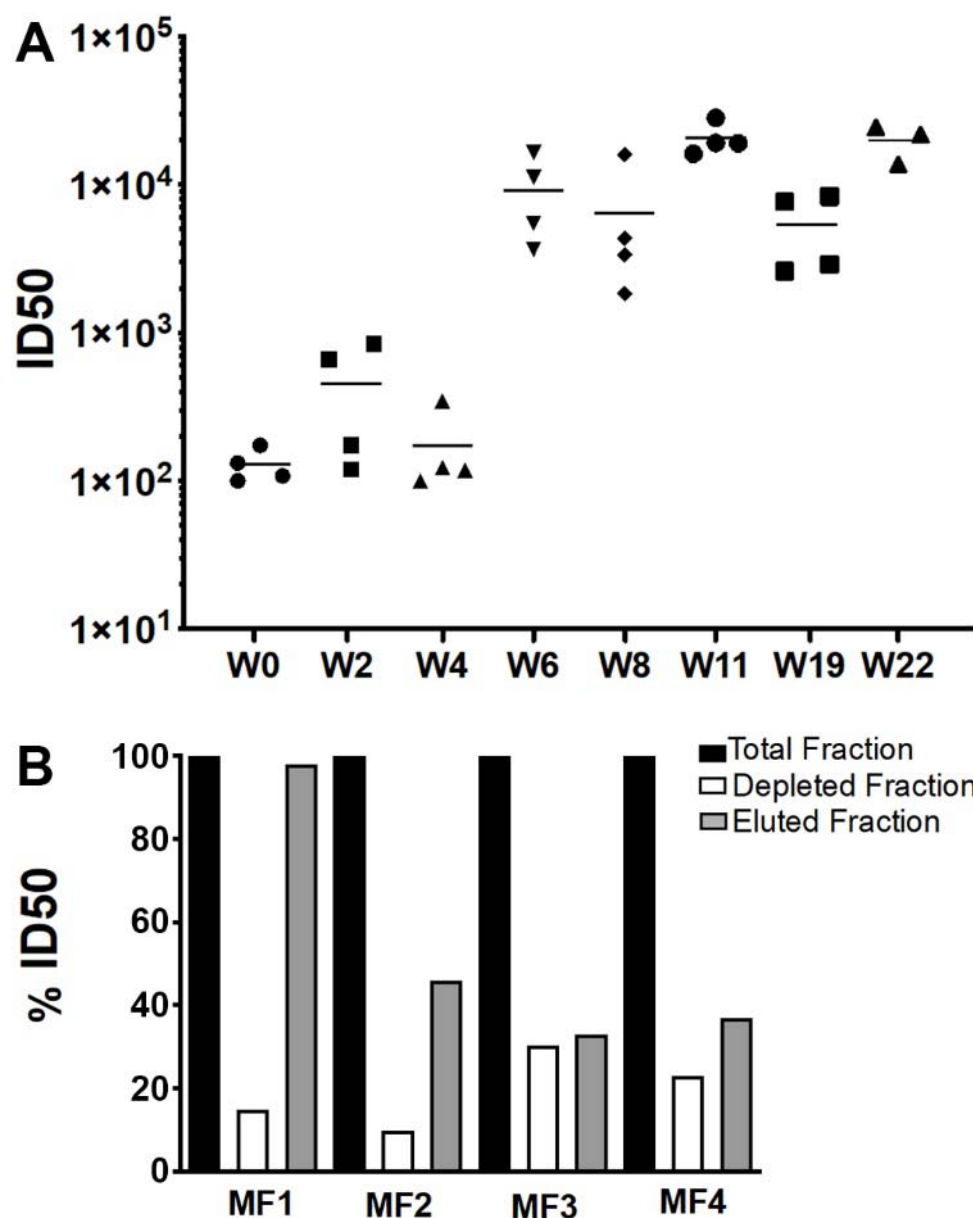 A
1×10⁵
1×10⁴
1×10³
1×10²
1×10¹
ID50
W0 W2 W4 W6 W8 W11 W19 W22
B
Total Fraction
Depleted Fraction
Eluted Fraction
100
80
60
40
20
0
% ID50
MF1 MF2 MF3 MF4